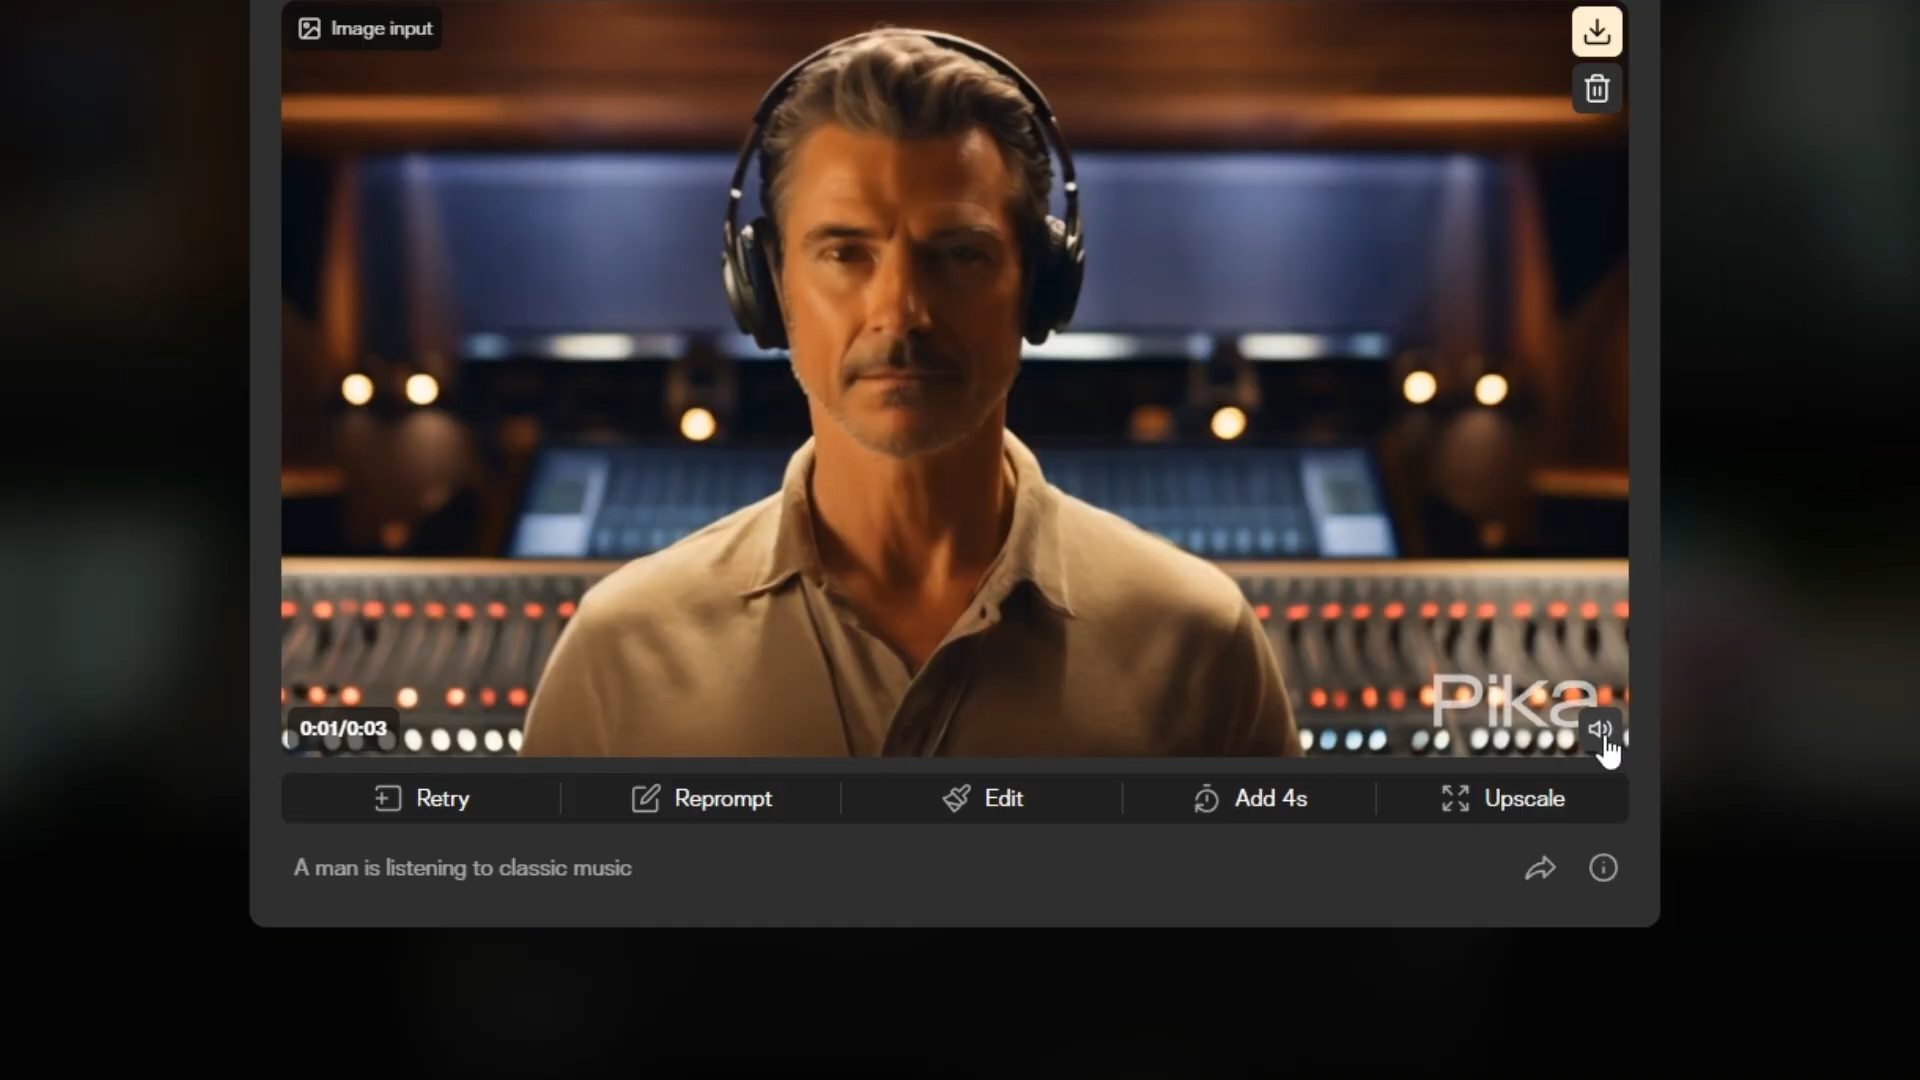 Image input
Pika
0:01/0:03
Retry
Reprompt
Edit
Add 4s
Upscale
A man is listening to classic music